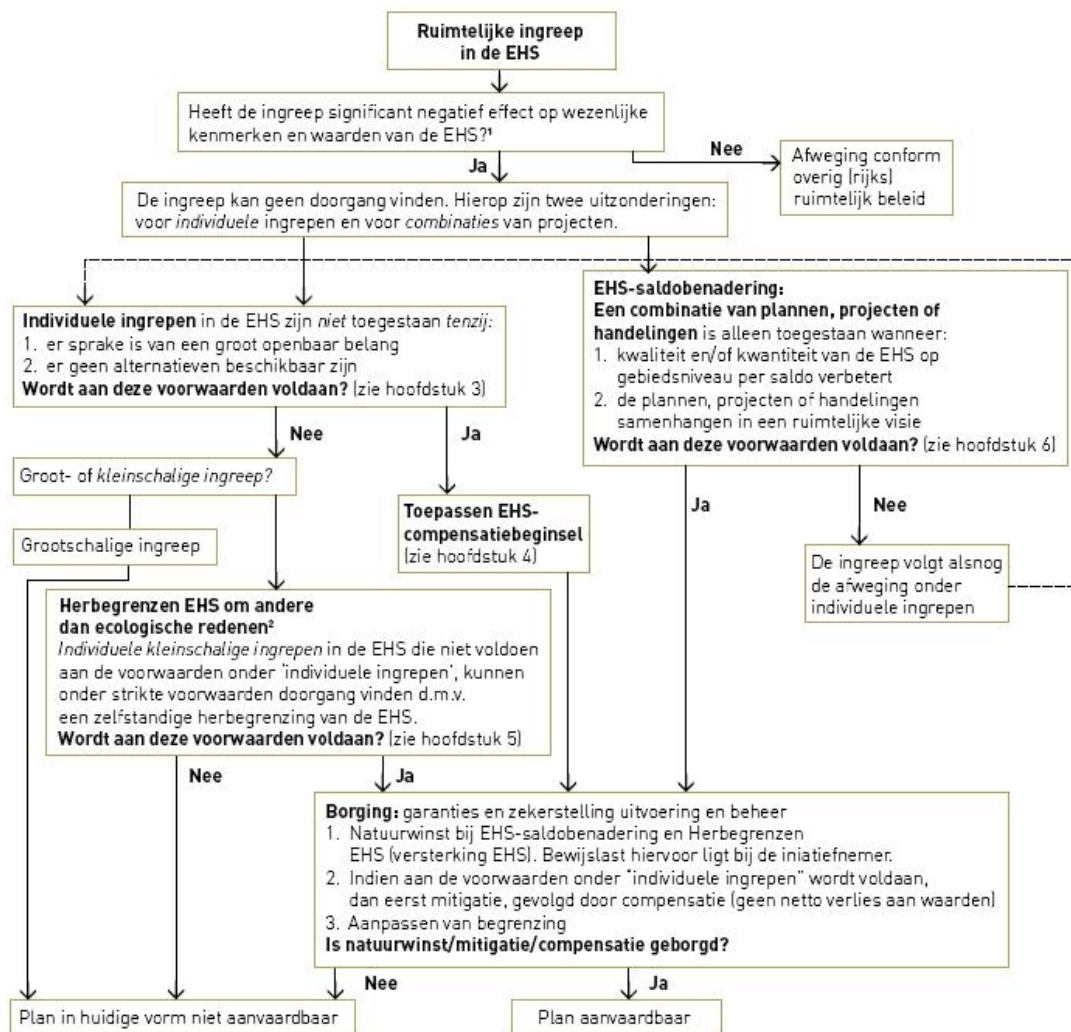 Ruimtelijke ingreep
in de EHS
Heeft de ingreep significant negatief effect op wezenlijke
kenmerken en waarden van de EHS?¹
Nee
Afweging conform
overig (rijks)
ruimtelijk beleid
Ja
De ingreep kan geen doorgang vinden. Hierop zijn twee uitzonderingen:
voor individuele ingrepen en voor combinaties van projecten.
Individuele ingrepen in de EHS zijn niet toegestaan tenzij:
1. er sprake is van een groot openbaar belang
2. er geen alternatieven beschikbaar zijn
Wordt aan deze voorwaarden voldaan? (zie hoofdstuk 3)
EHS-saldobenadering:
Een combinatie van plannen, projecten of
handelingen is alleen toegestaan wanneer:
1. kwaliteit en/of kwantiteit van de EHS op
gebiedsniveau per saldo verbetert
2. de plannen, projecten of handelingen
samenhangen in een ruimtelijke visie
Wordt aan deze voorwaarden voldaan? (zie hoofdstuk 6)
Nee
Ja
Groot- of kleinschalige ingreep?
Grootschalige ingreep
Toepassen EHS-
compensatiebeginsel
(zie hoofdstuk 4)
Ja
Nee
De ingreep volgt alsnog
de afweging onder
individuele ingrepen
Herbegrenzen EHS om andere
dan ecologische redenen²
Individuele kleinschalige ingrepen in de EHS die niet voldoen
aan de voorwaarden onder 'individuele ingrepen', kunnen
onder strikte voorwaarden doorgang vinden d.m.v.
een zelfstandige herbegrenzing van de EHS.
Wordt aan deze voorwaarden voldaan? (zie hoofdstuk 5)
Nee
Ja
Borging: garanties en zekerstelling uitvoering en beheer
1. Natuurwinst bij EHS-saldobenadering en Herbegrenzen
EHS (versterking EHS). Bewijslast hiervoor ligt bij de iniatiefnemer.
2. Indien aan de voorwaarden onder "individuele ingrepen" wordt voldaan,
dan eerst mitigatie, gevolgd door compensatie (geen netto verlies aan waarden)
3. Aanpassen van begrenzing
Is natuurwinst/mitigatie/compensatie geborgd?
Nee
Ja
Plan in huidige vorm niet aanvaardbaar
Plan aanvaardbaar